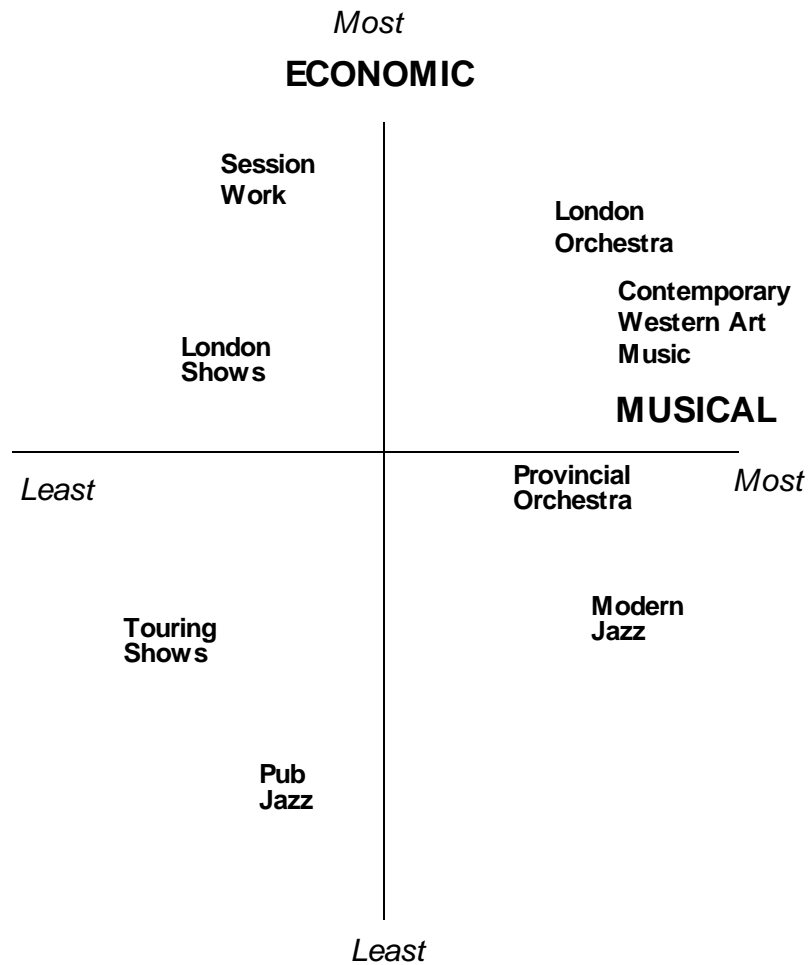 Most
ECONOMIC
Session
Work
London
Orchestra
Contemporary
Western Art
Music
London
Shows
MUSICAL
Least
Provincial
Orchestra
Most
Modern
Jazz
Touring
Shows
Pub
Jazz
Least